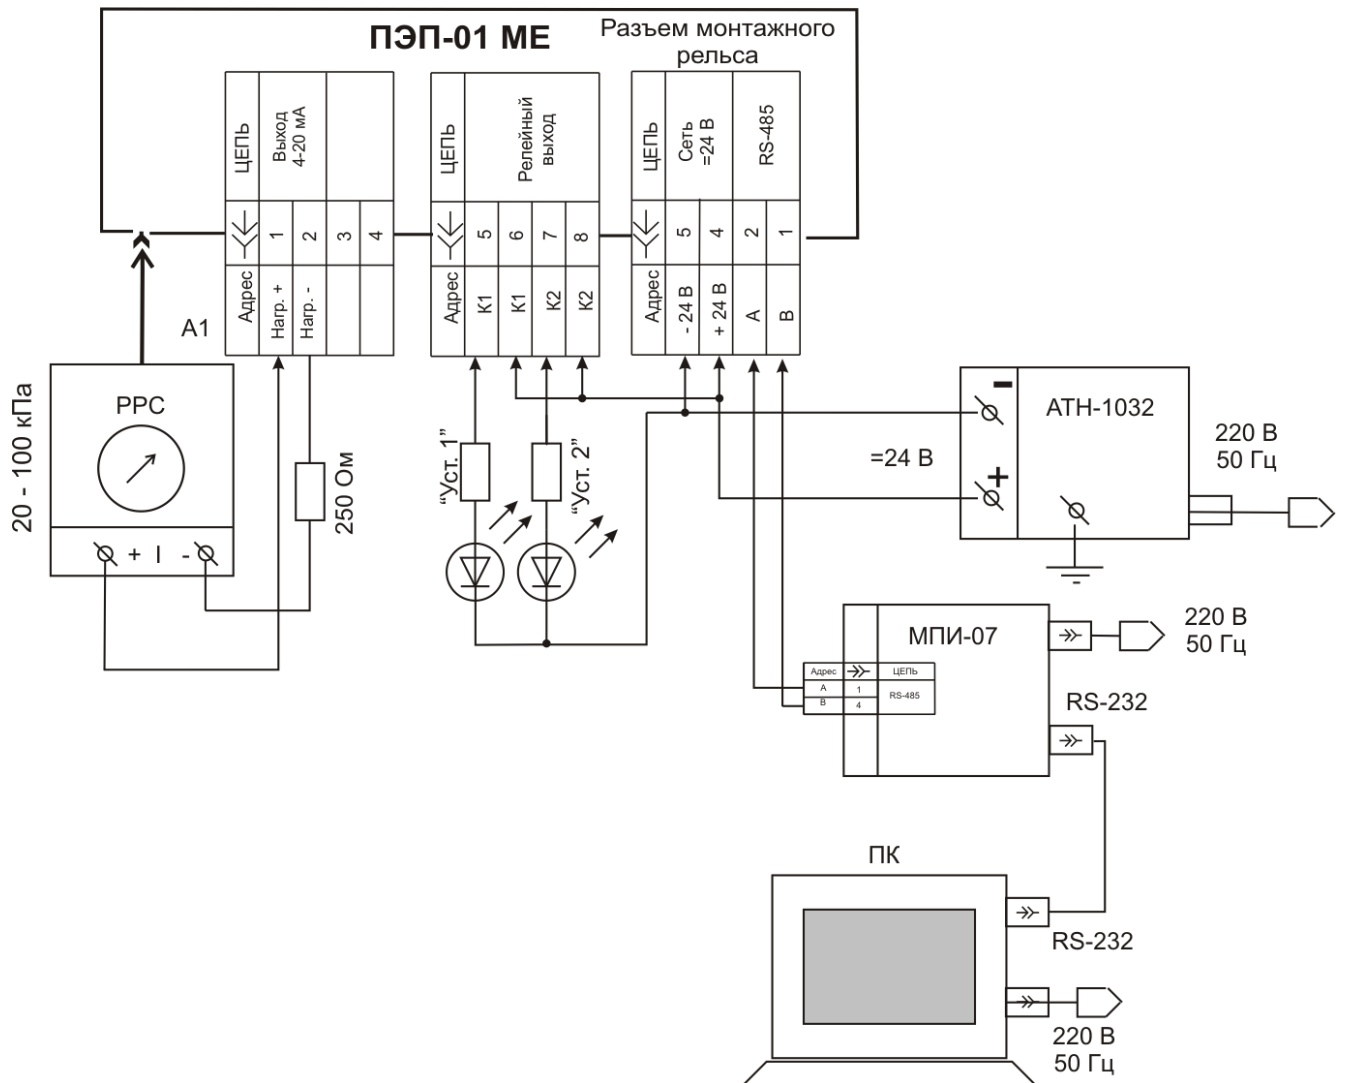 ПЭП-01 МЕ
Разъем монтажного
рельса
ЦЕПЬ
Выход
4-20 мА
Адрес
1
2
3
4
Нагр. +
Нагр. -
ЦЕПЬ
Релейный
выход
Адрес
5
6
7
8
К1
К1
К2
К2
ЦЕПЬ
Сеть
=24 В
RS-485
Адрес
5
4
2
1
- 24 В
+ 24 В
А
В
А1
20 - 100 кПа
РРС
+ I -
250 Ом
“Уст. 1”
“Уст. 2”
=24 В
-
+
АТН-1032
220 В
50 Гц
МПИ-07
220 В
50 Гц
Адрес
ЦЕПЬ
А
1
RS-485
В
4
RS-232
ПК
RS-232
220 В
50 Гц